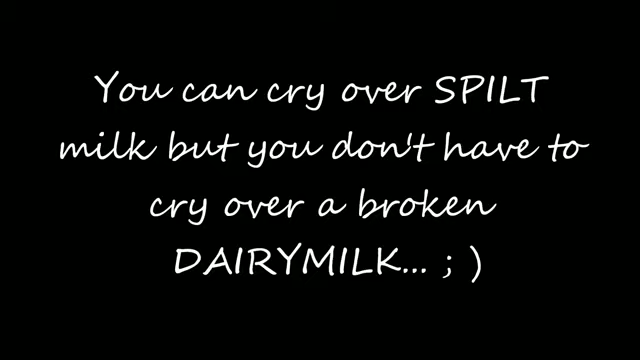 You can cry over SPILT
milk but you don't have to
cry over a broken
DAIRYMILK... ; )